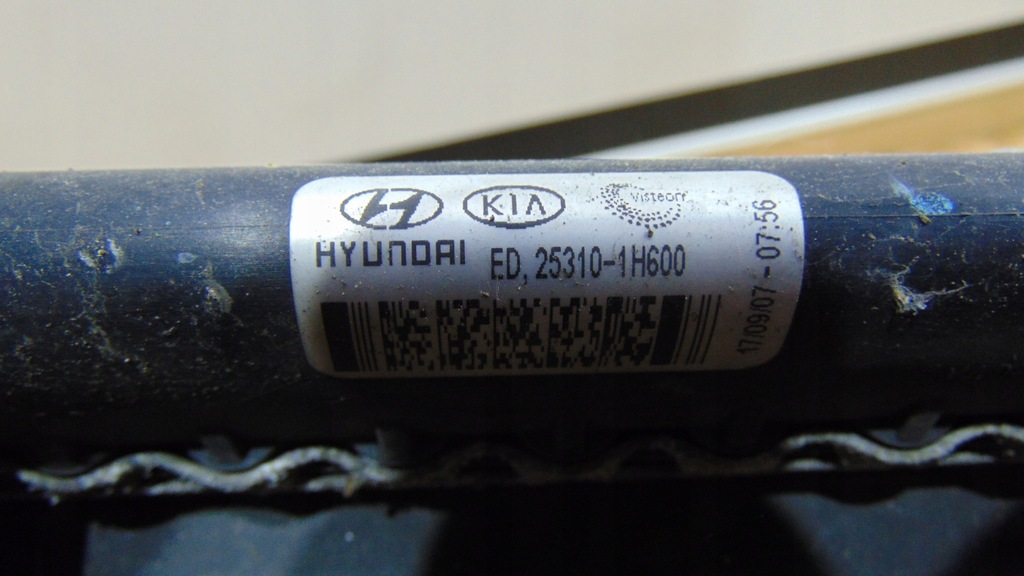 KIA
Visteon
HYUNDAI
ED, 25310-1H600
17/09/07 - 07:56